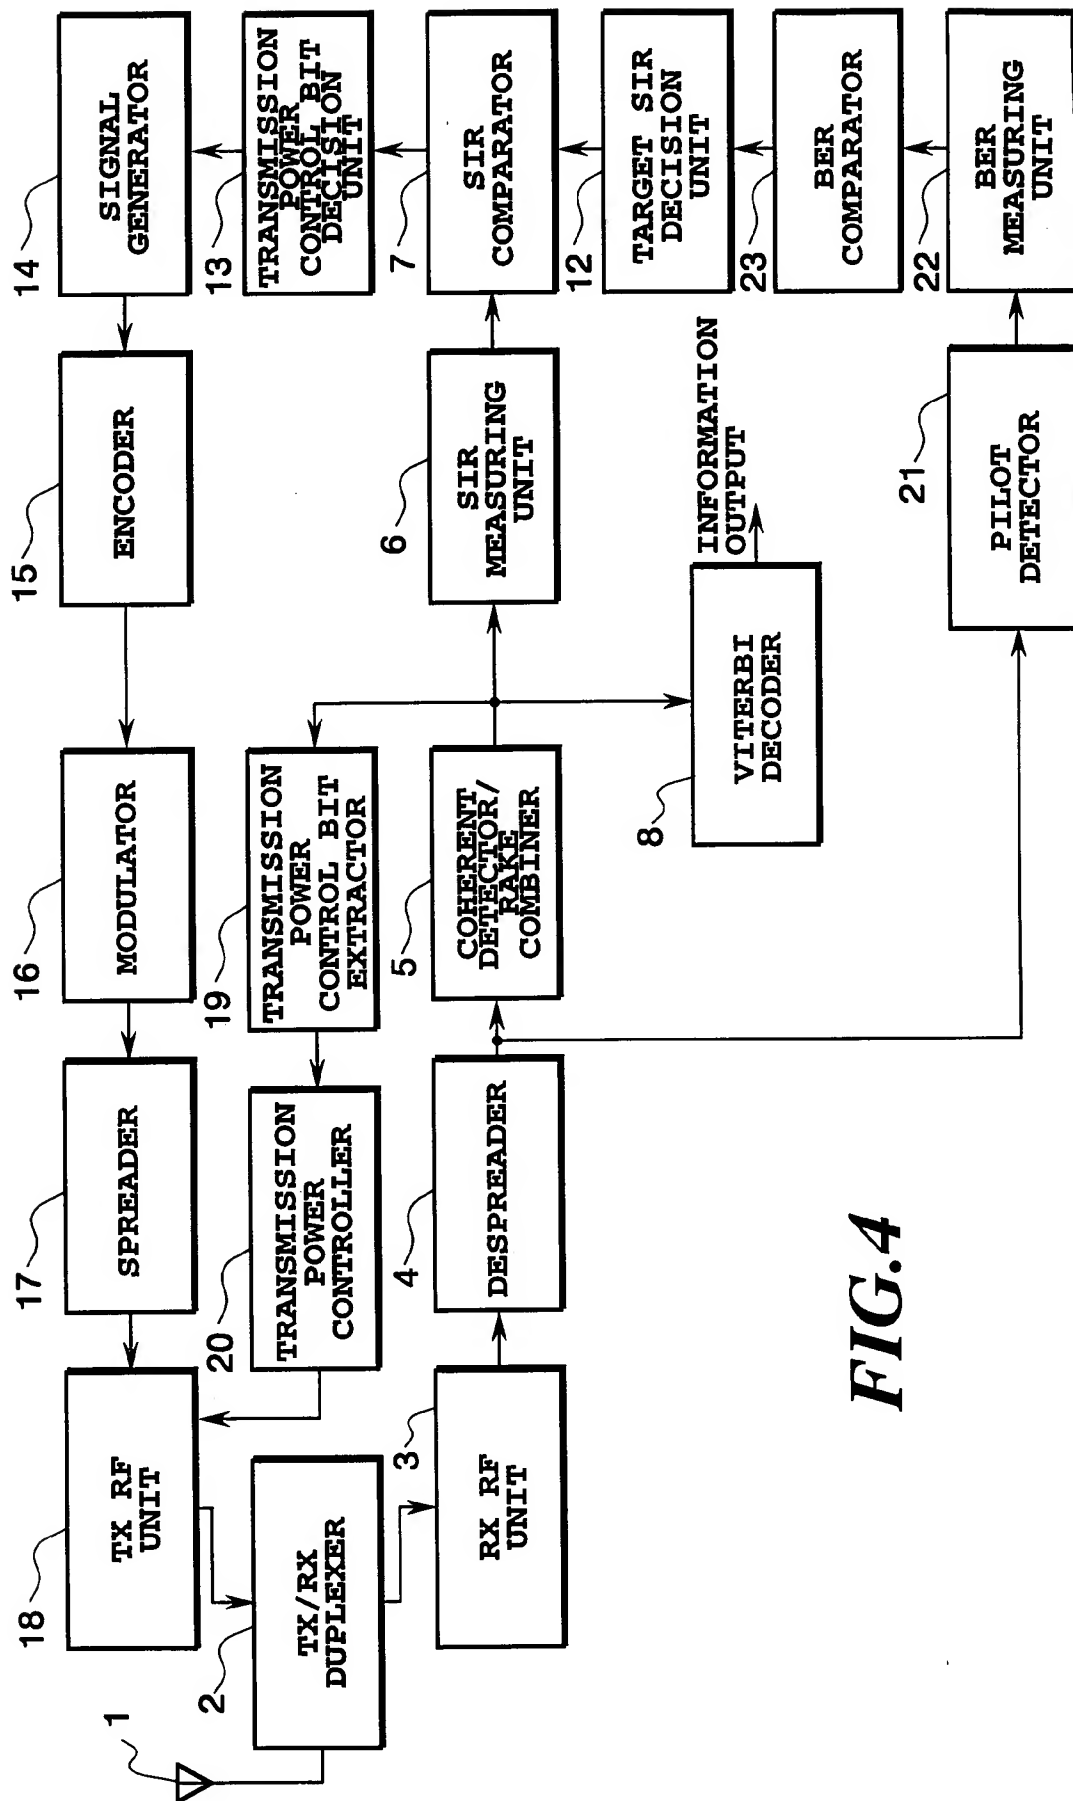 1
2
TX/RX
DUPLEXER
18
TX RF
UNIT
17
SPREADER
16
MODULATOR
15
ENCODER
14
SIGNAL
GENERATOR
20
TRANSMISSION
POWER
CONTROLLER
19
TRANSMISSION
POWER
CONTROL BIT
EXTRACTOR
13
TRANSMISSION
POWER
CONTROL BIT
DECISION
UNIT
3
RX RF
UNIT
4
DESPREADER
5
COHERENT
DETECTOR/
RAKE
COMBINER
6
SIR
MEASURING
UNIT
7
SIR
COMPARATOR
12
TARGET SIR
DECISION
UNIT
8
VITERBI
DECODER
INFORMATION
OUTPUT
23
BER
COMPARATOR
21
PILOT
DETECTOR
22
BER
MEASURING
UNIT
FIG.4